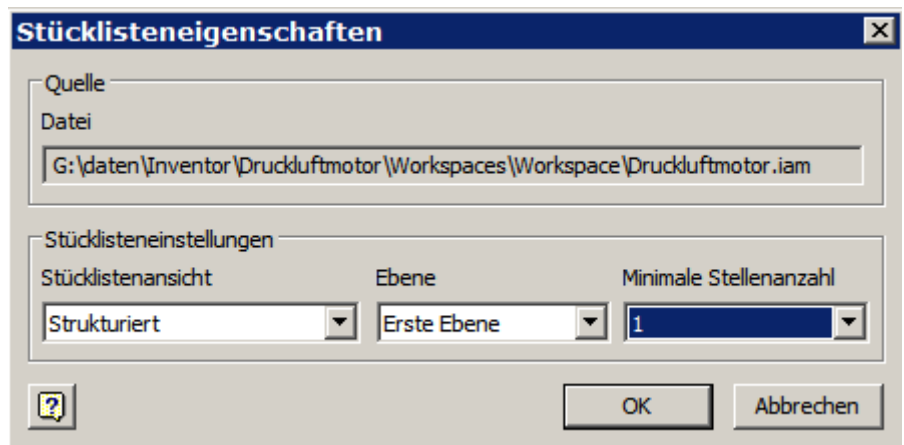 Stücklisteneigenschaften
Quelle
Datei
G:\daten\Inventor\Druckluftmotor\Workspaces\Workspace\Druckluftmotor.iam
Stücklisteneinstellungen
Stücklistenansicht Ebene Minimale Stellenanzahl
Strukturiert Erste Ebene 1
OK Abbrechen